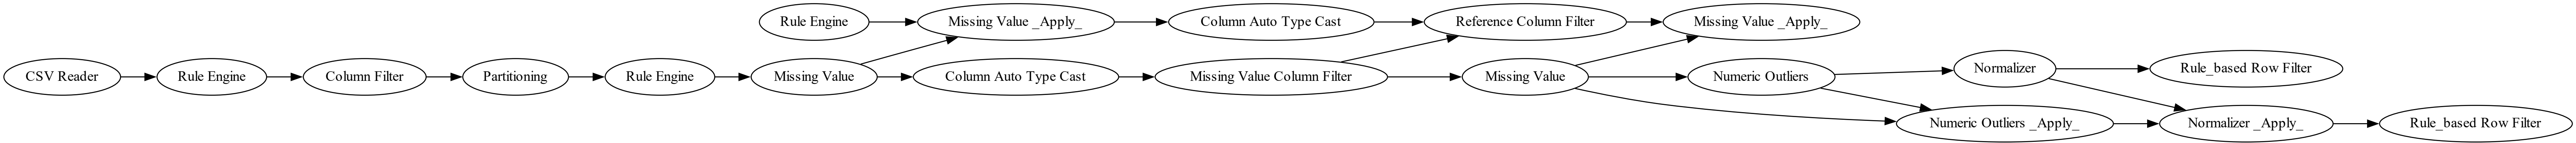 Rule Engine
Missing Value _Apply_
Column Auto Type Cast
Reference Column Filter
Missing Value _Apply_
CSV Reader
Rule Engine
Column Filter
Partitioning
Rule Engine
Missing Value
Column Auto Type Cast
Missing Value Column Filter
Missing Value
Numeric Outliers
Normalizer
Rule_based Row Filter
Numeric Outliers _Apply_
Normalizer _Apply_
Rule_based Row Filter